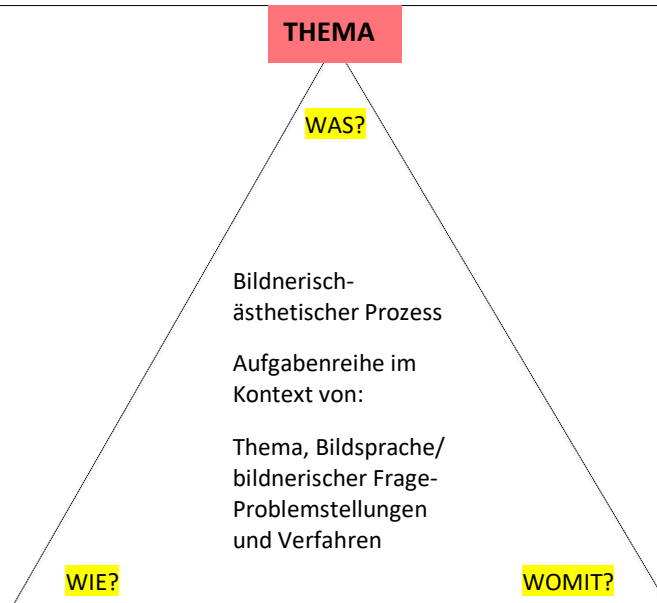 THEMA
WAS?
Bildnerisch-
ästhetischer Prozess
Aufgabenreihe im
Kontext von:
Thema, Bildsprache/
bildnerischer Frage-
Problemstellungen
und Verfahren
WIE?
WOMIT?